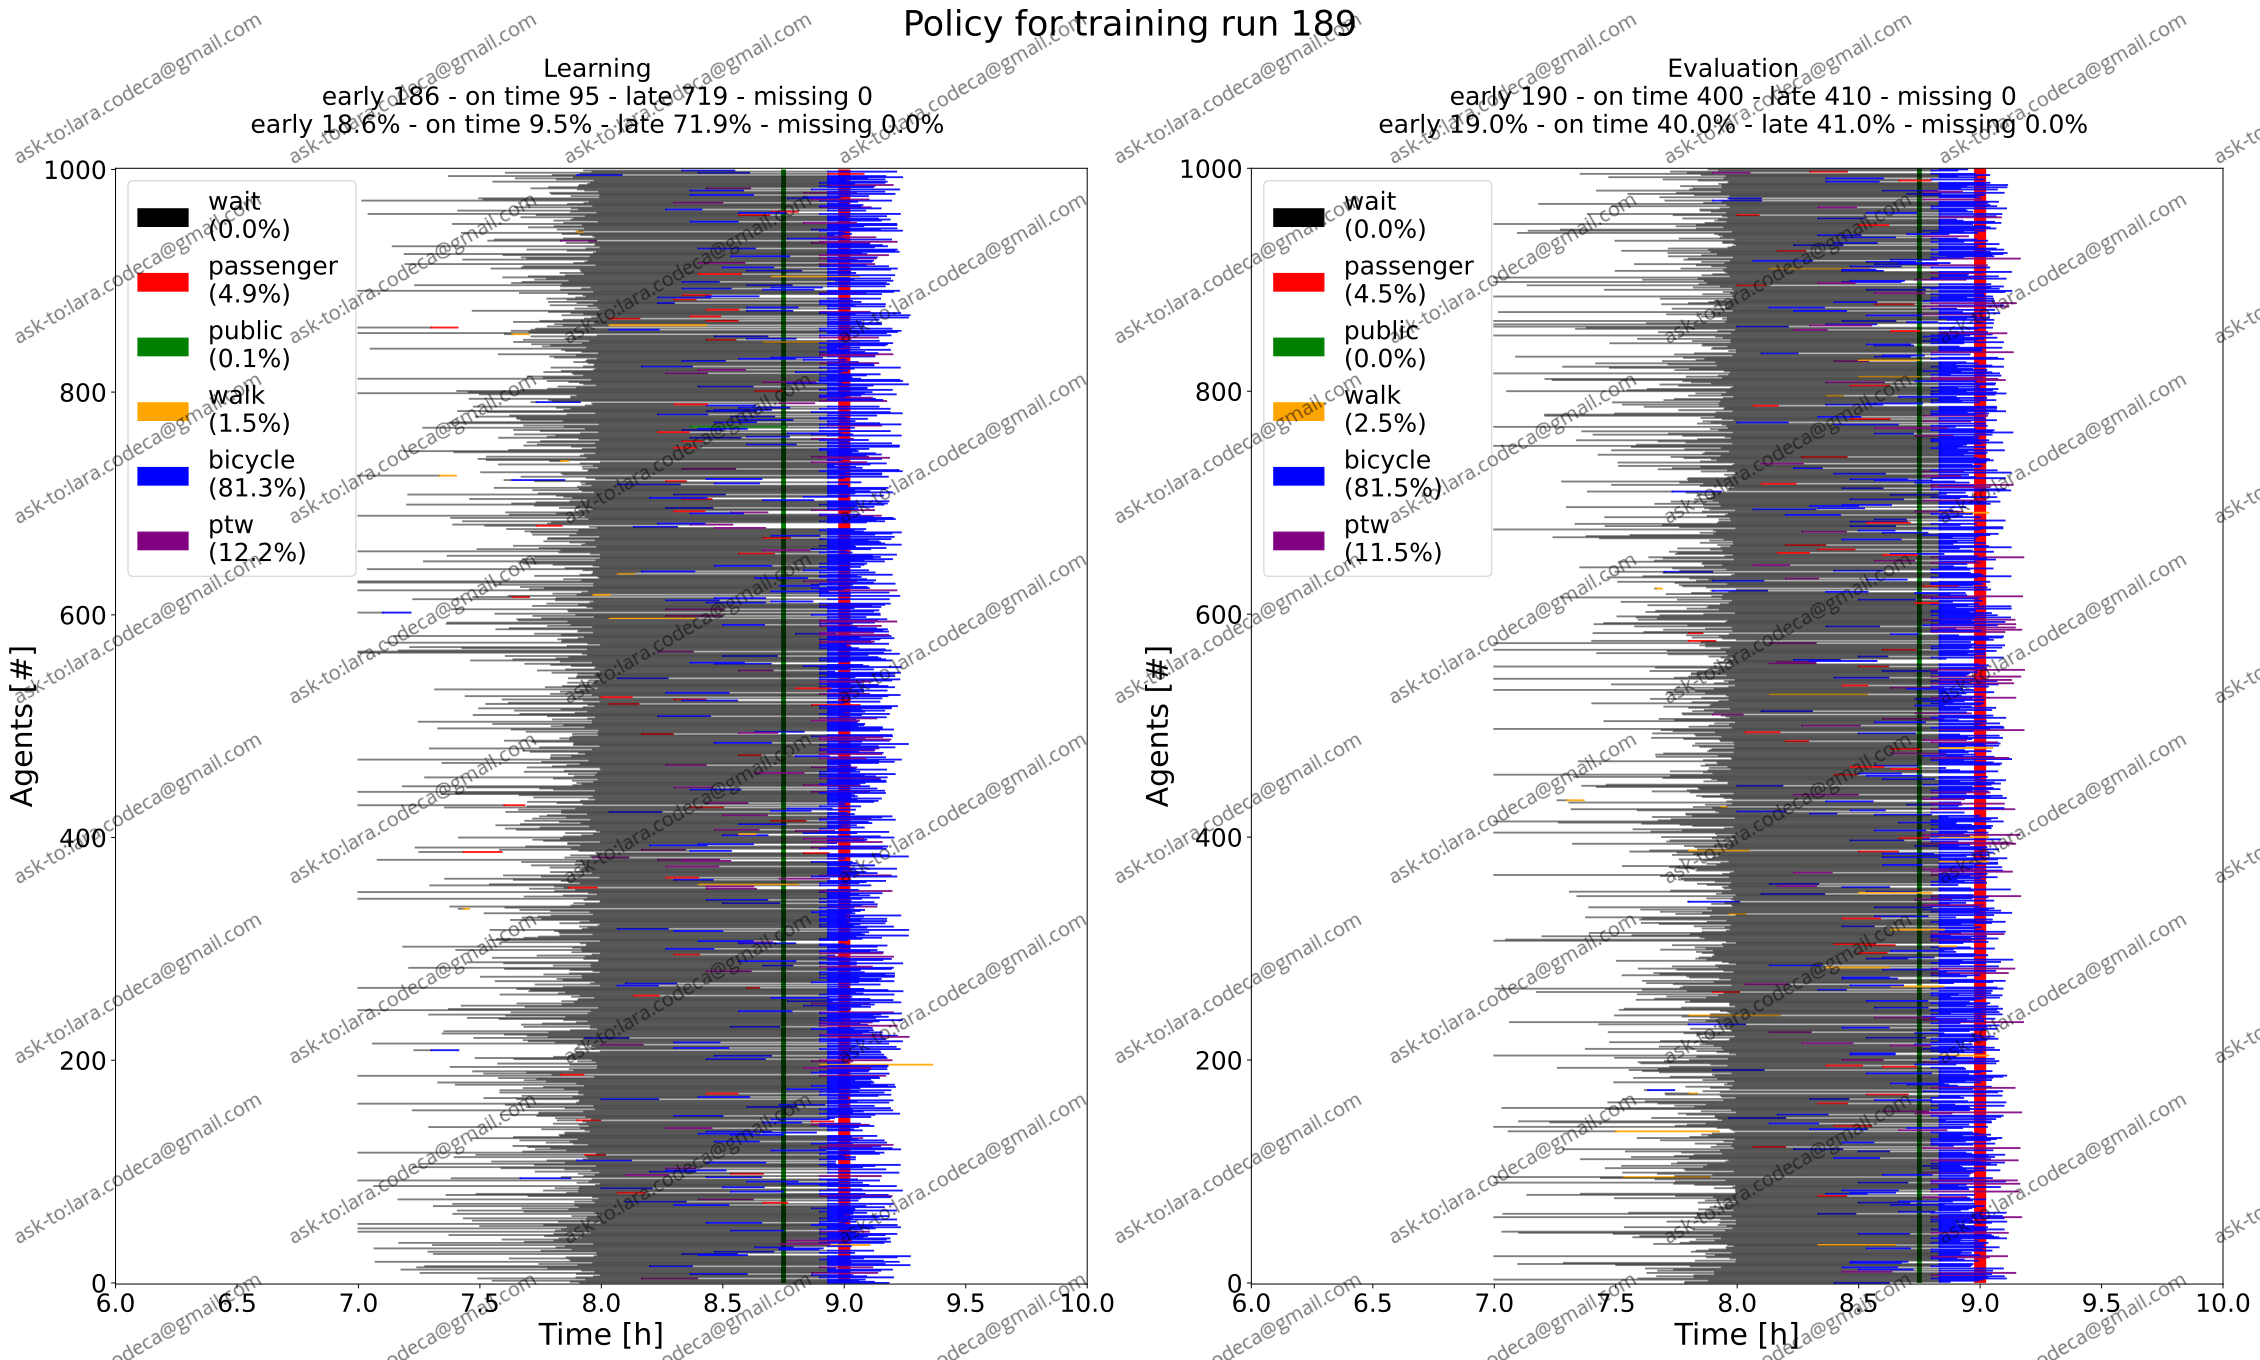 Policy for training run 189
Learning
early 186 - on time 95 - late 719 - missing 0
early 18.6% - on time 9.5% - late 71.9% - missing 0.0%
1000
800
600
400
200
0
Agents [#]
wait
(0.0%)
passenger
(4.9%)
public
(0.1%)
walk
(1.5%)
bicycle
(81.3%)
ptw
(12.2%)
6.0 6.5 7.0 7.5 8.0 8.5 9.0 9.5 10.0
Time [h]
Evaluation
early 190 - on time 400 - late 410 - missing 0
early 19.0% - on time 40.0% - late 41.0% - missing 0.0%
1000
800
600
400
200
0
Agents [#]
wait
(0.0%)
passenger
(4.5%)
public
(0.0%)
walk
(2.5%)
bicycle
(81.5%)
ptw
(11.5%)
6.0 6.5 7.0 7.5 8.0 8.5 9.0 9.5 10.0
Time [h]
ask-to:lara.codeca@gmail.com